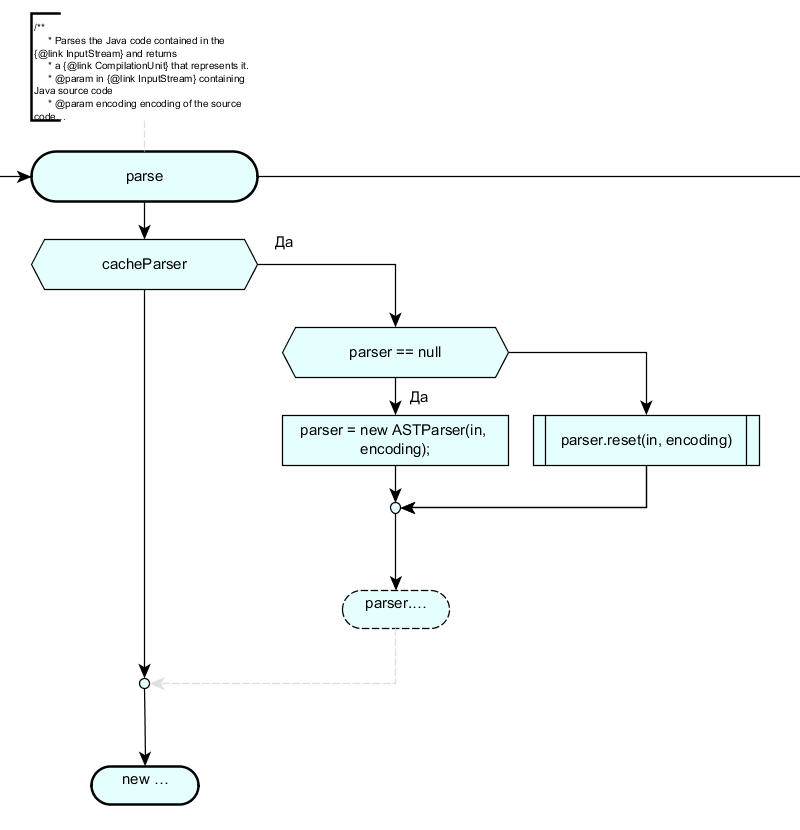 /**
* Parses the Java code contained in the
{@link InputStream} and returns
* a {@link CompilationUnit} that represents it.
* @param in {@link InputStream} containing
Java source code
* @param encoding encoding of the source
code...
parse
cacheParser
Да
parser == null
Да
parser = new ASTParser(in,
encoding);
parser.reset(in, encoding)
parser.…
new …